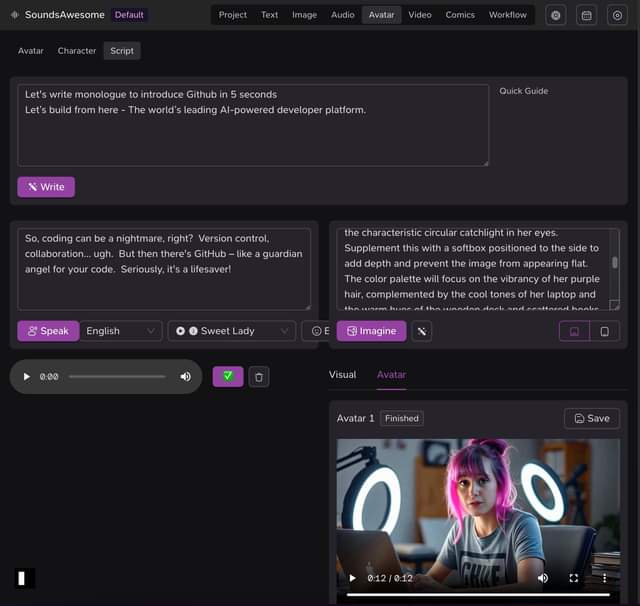 SoundsAwesome Default Project Text Image Audio Avatar Video Comics Workflow
Avatar Character Script
Let's write monologue to introduce Github in 5 seconds
Let's build from here - The world's leading AI-powered developer platform.
Quick Guide
Write
So, coding can be a nightmare, right? Version control,
collaboration... ugh. But then there's GitHub – like a guardian
angel for your code. Seriously, it's a lifesaver!
Speak English Sweet Lady E
the characteristic circular catchlight in her eyes.
Supplement this with a softbox positioned to the side to
add depth and prevent the image from appearing flat.
The color palette will focus on the vibrancy of her purple
hair, complemented by the cool tones of her laptop and
the warm hues of the wooden desk and scattered books
Imagine
0:00
Visual Avatar
Avatar 1 Finished Save
0:12 / 0:12